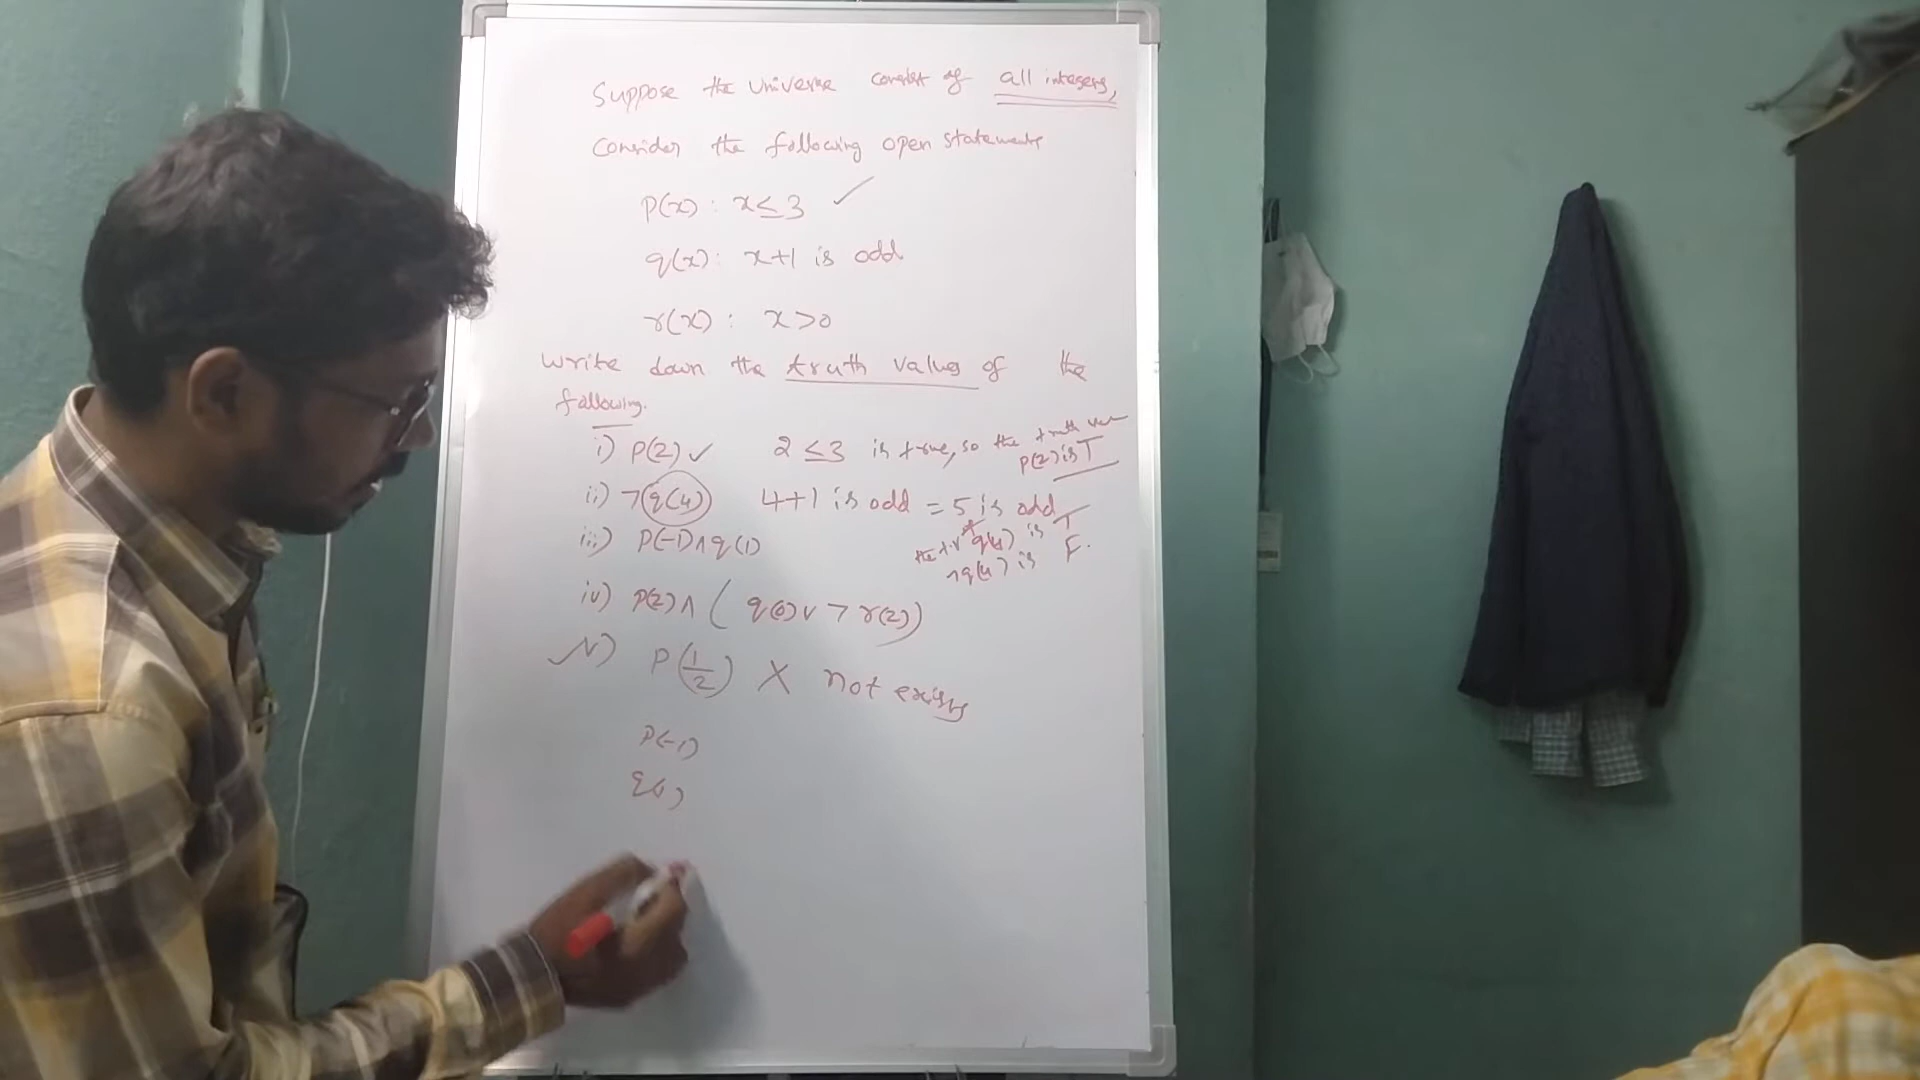 Suppose the Universe consist of all integers,
Consider the following open statements
p(x) : x ≤ 3 ✓
q(x) : x+1 is odd
r(x) : x > 0
Write down the truth values of the
following.
i) P(2) ✓ 2 ≤ 3 is true, so the truth
p(2) is T
ii) ¬q(4) 4+1 is odd = 5 is odd
the t.v q(4) is T
¬q(4) is F.
iii) P(-1) ∧ q(1)
iv) P(2) ∧ ( q(0) ∨ ¬ r(2))
v) P(1/2) X not exists
P(-1)